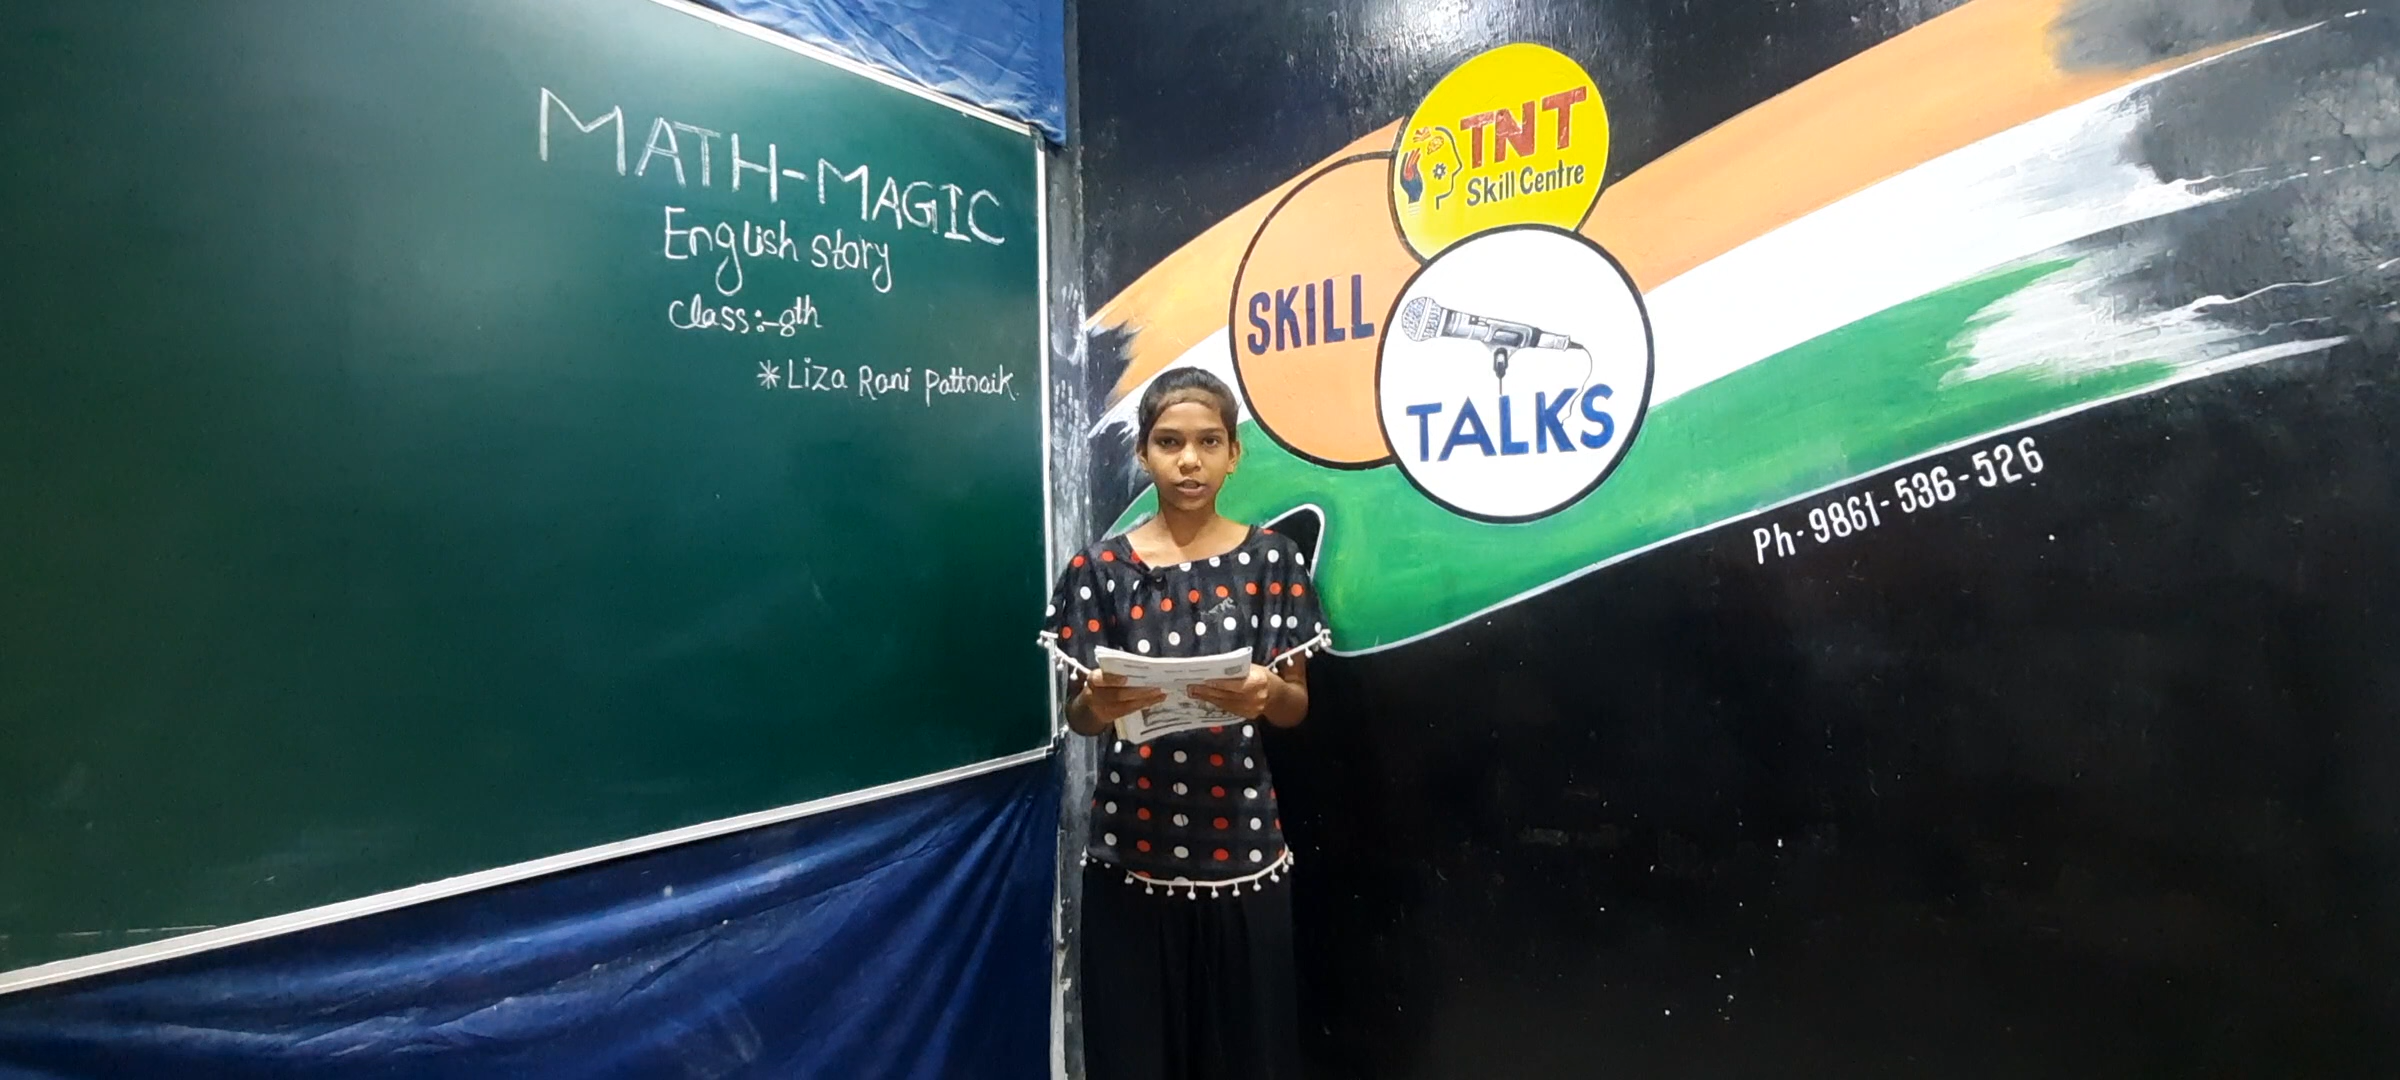 MATH-MAGIC
English story
Class:-8th
* Liza Rani Pattnaik.
TNT
Skill Centre
SKILL
TALKS
Ph-9861-536-526